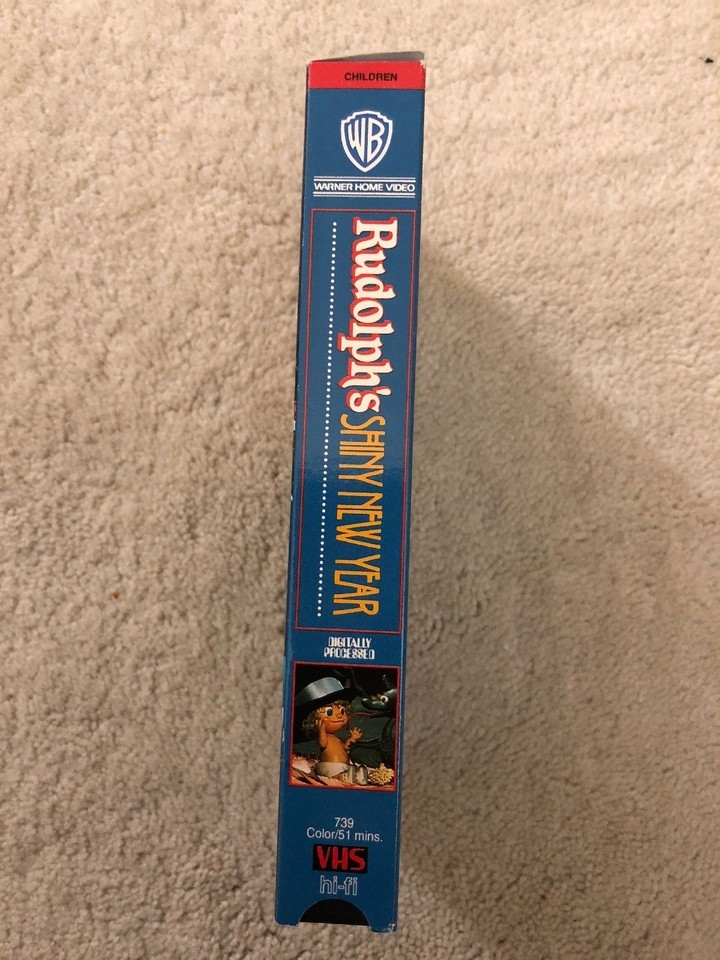 CHILDREN
WB
WARNER HOME VIDEO
Rudolph's SHINY NEW YEAR
DIGITALLY
PROCESSED
739
Color/51 mins.
VHS
hi-fi